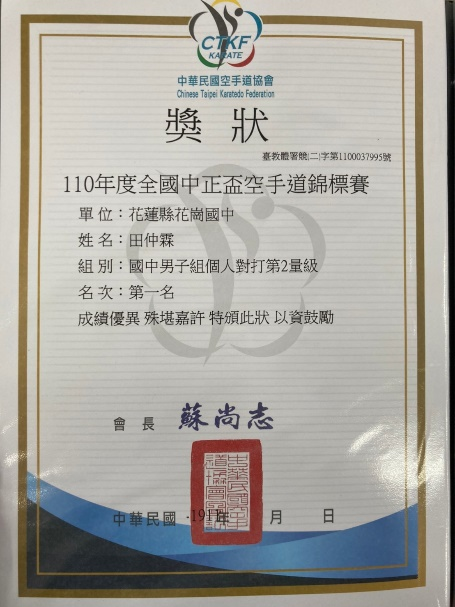 CTKF
KARATE
中華民國空手道協會
Chinese Taipei Karatedo Federation
獎 狀
臺教體署競(二)字第1100037995號
110年度全國中正盃空手道錦標賽
單 位：花蓮縣花崗國中
姓 名：田仲霖
組 別：國中男子組個人對打第2量級
名 次：第一名
成績優異 殊堪嘉許 特頒此狀 以資鼓勵
會 長 蘇尚志
中華民國 -1911年 月 日